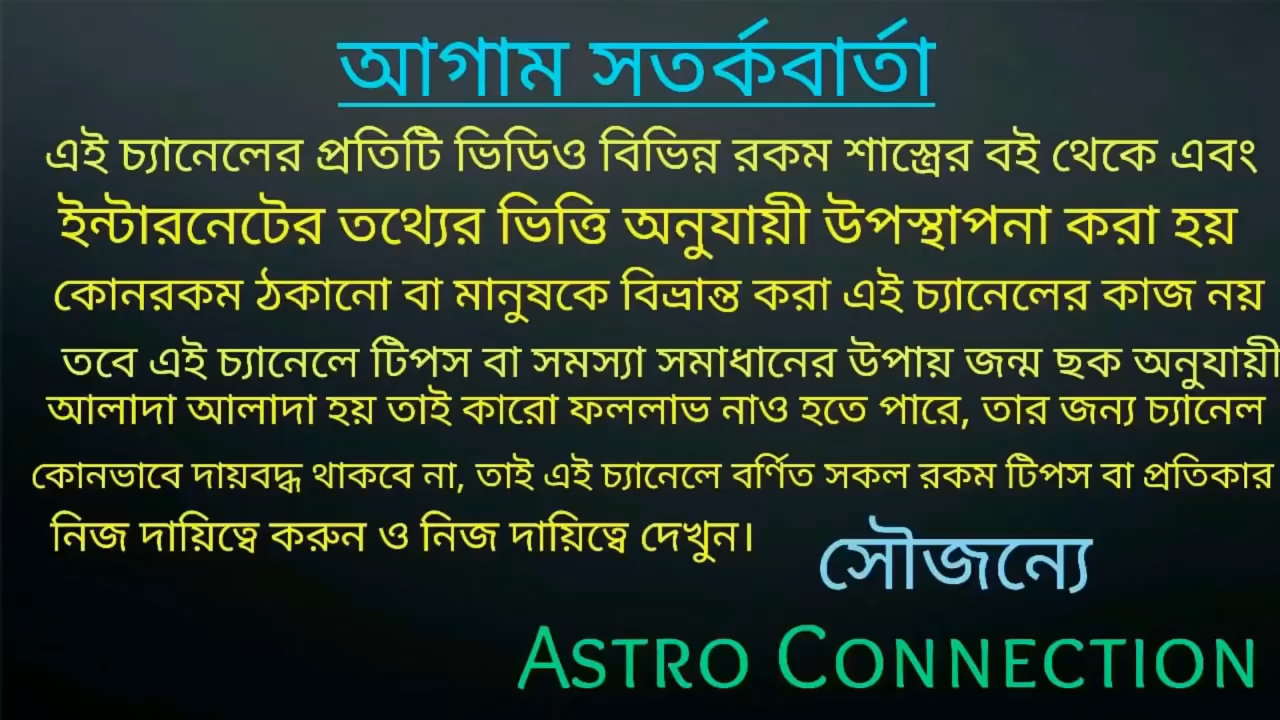 আগাম সতর্কবার্তা
এই চ্যানেলের প্রতিটি ভিডিও বিভিন্ন রকম শাস্ত্রের বই থেকে এবং
ইন্টারনেটের তথ্যের ভিত্তি অনুযায়ী উপস্থাপনা করা হয়
কোনরকম ঠকানো বা মানুষকে বিভ্রান্ত করা এই চ্যানেলের কাজ নয়
তবে এই চ্যানেলে টিপস বা সমস্যা সমাধানের উপায় জন্ম ছক অনুযায়ী
আলাদা আলাদা হয় তাই কারো ফললাভ নাও হতে পারে, তার জন্য চ্যানেল
কোনভাবে দায়বদ্ধ থাকবে না, তাই এই চ্যানেলে বর্ণিত সকল রকম টিপস বা প্রতিকার
নিজ দায়িত্বে করুন ও নিজ দায়িত্বে দেখুন।
সৌজন্যে
ASTRO CONNECTION